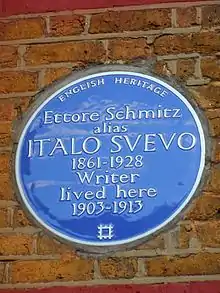 ENGLISH HERITAGE
Ettore Schmitz
alias
ITALO SVEVO
1861-1928
Writer
lived here
1903-1913